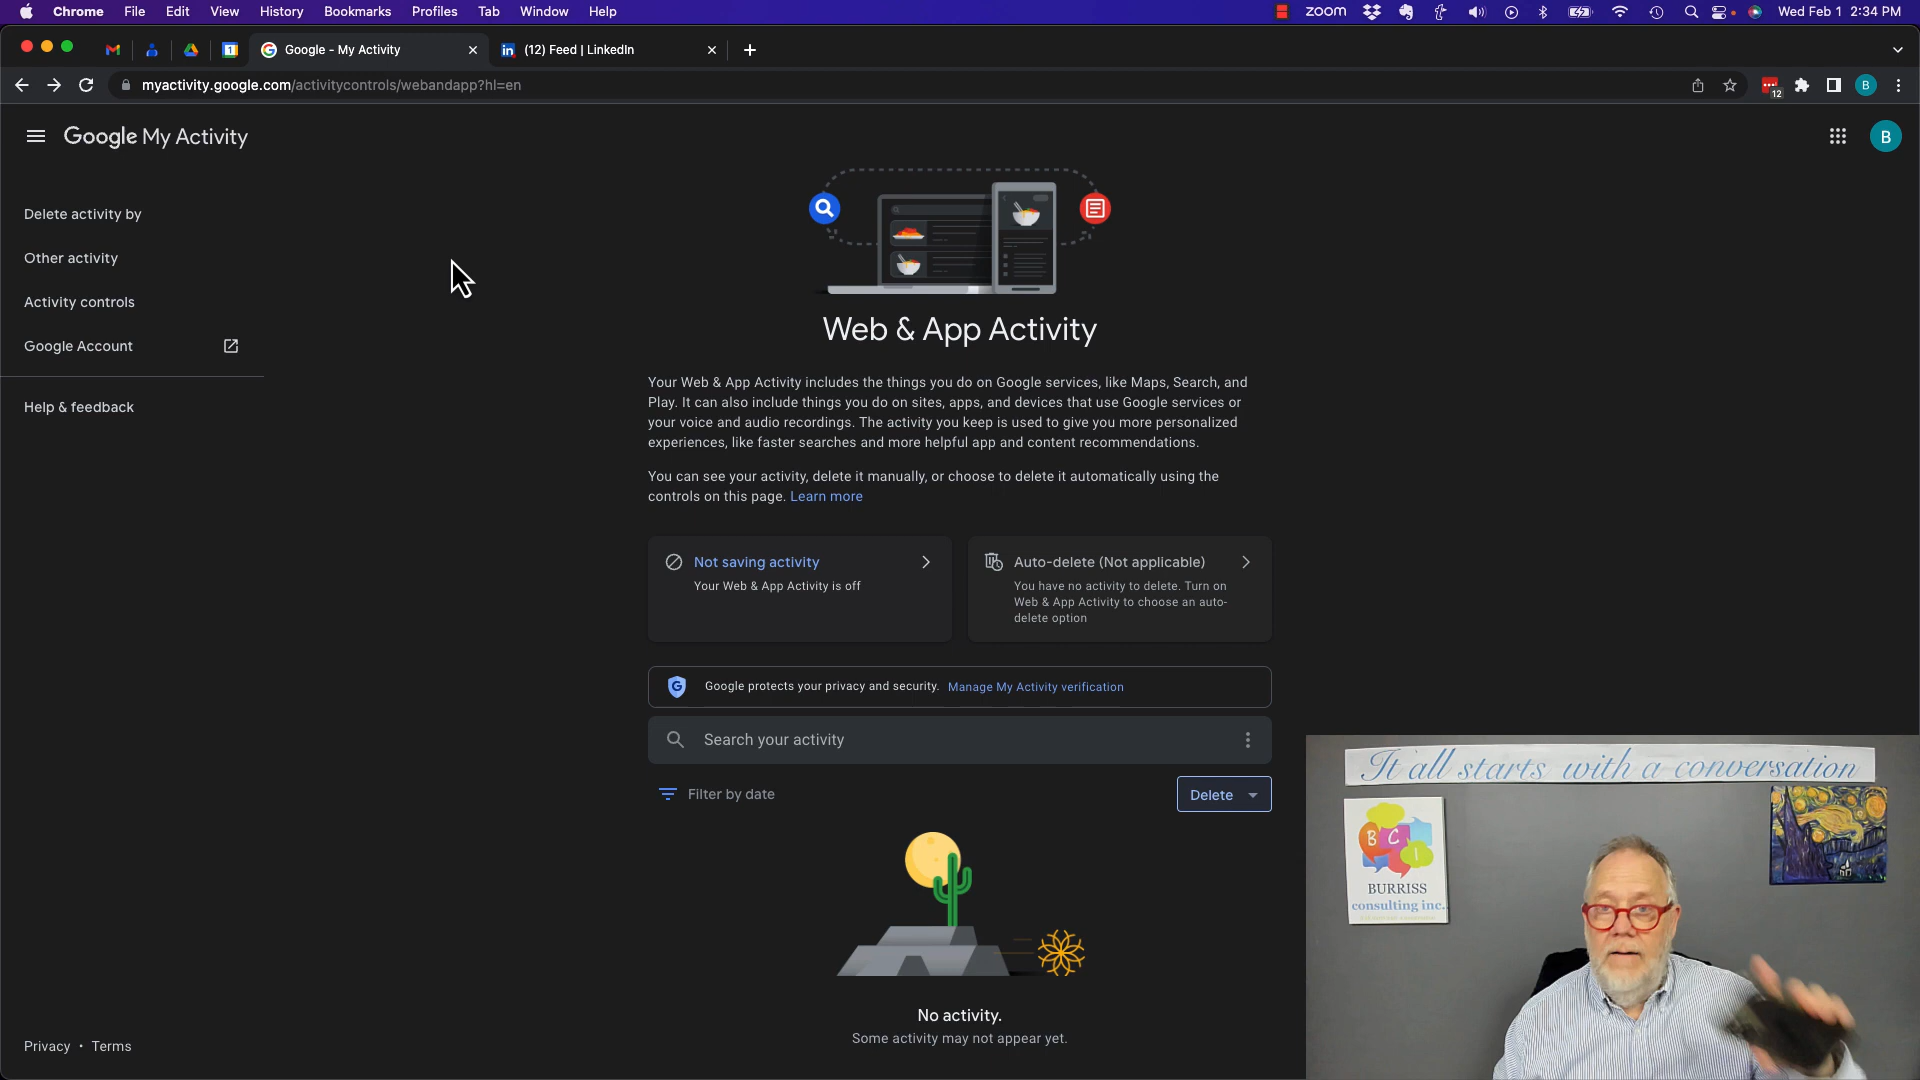 Chrome File Edit View History Bookmarks Profiles Tab Window Help
zoom
Wed Feb 1 2:34 PM
1
Google - My Activity
in (12) Feed | LinkedIn
myactivity.google.com/activitycontrols/webandapp?hl=en
12
B
Google My Activity
B
Delete activity by
Other activity
Activity controls
Google Account
Help & feedback
Web & App Activity
Your Web & App Activity includes the things you do on Google services, like Maps, Search, and
Play. It can also include things you do on sites, apps, and devices that use Google services or
your voice and audio recordings. The activity you keep is used to give you more personalized
experiences, like faster searches and more helpful app and content recommendations.
You can see your activity, delete it manually, or choose to delete it automatically using the
controls on this page. Learn more
Not saving activity
Your Web & App Activity is off
Auto-delete (Not applicable)
You have no activity to delete. Turn on
Web & App Activity to choose an auto-
delete option
G
Google protects your privacy and security. Manage My Activity verification
Search your activity
Filter by date
Delete
No activity.
Some activity may not appear yet.
Privacy • Terms
It all starts with a conversation
B C I
BURRISS
consulting inc.